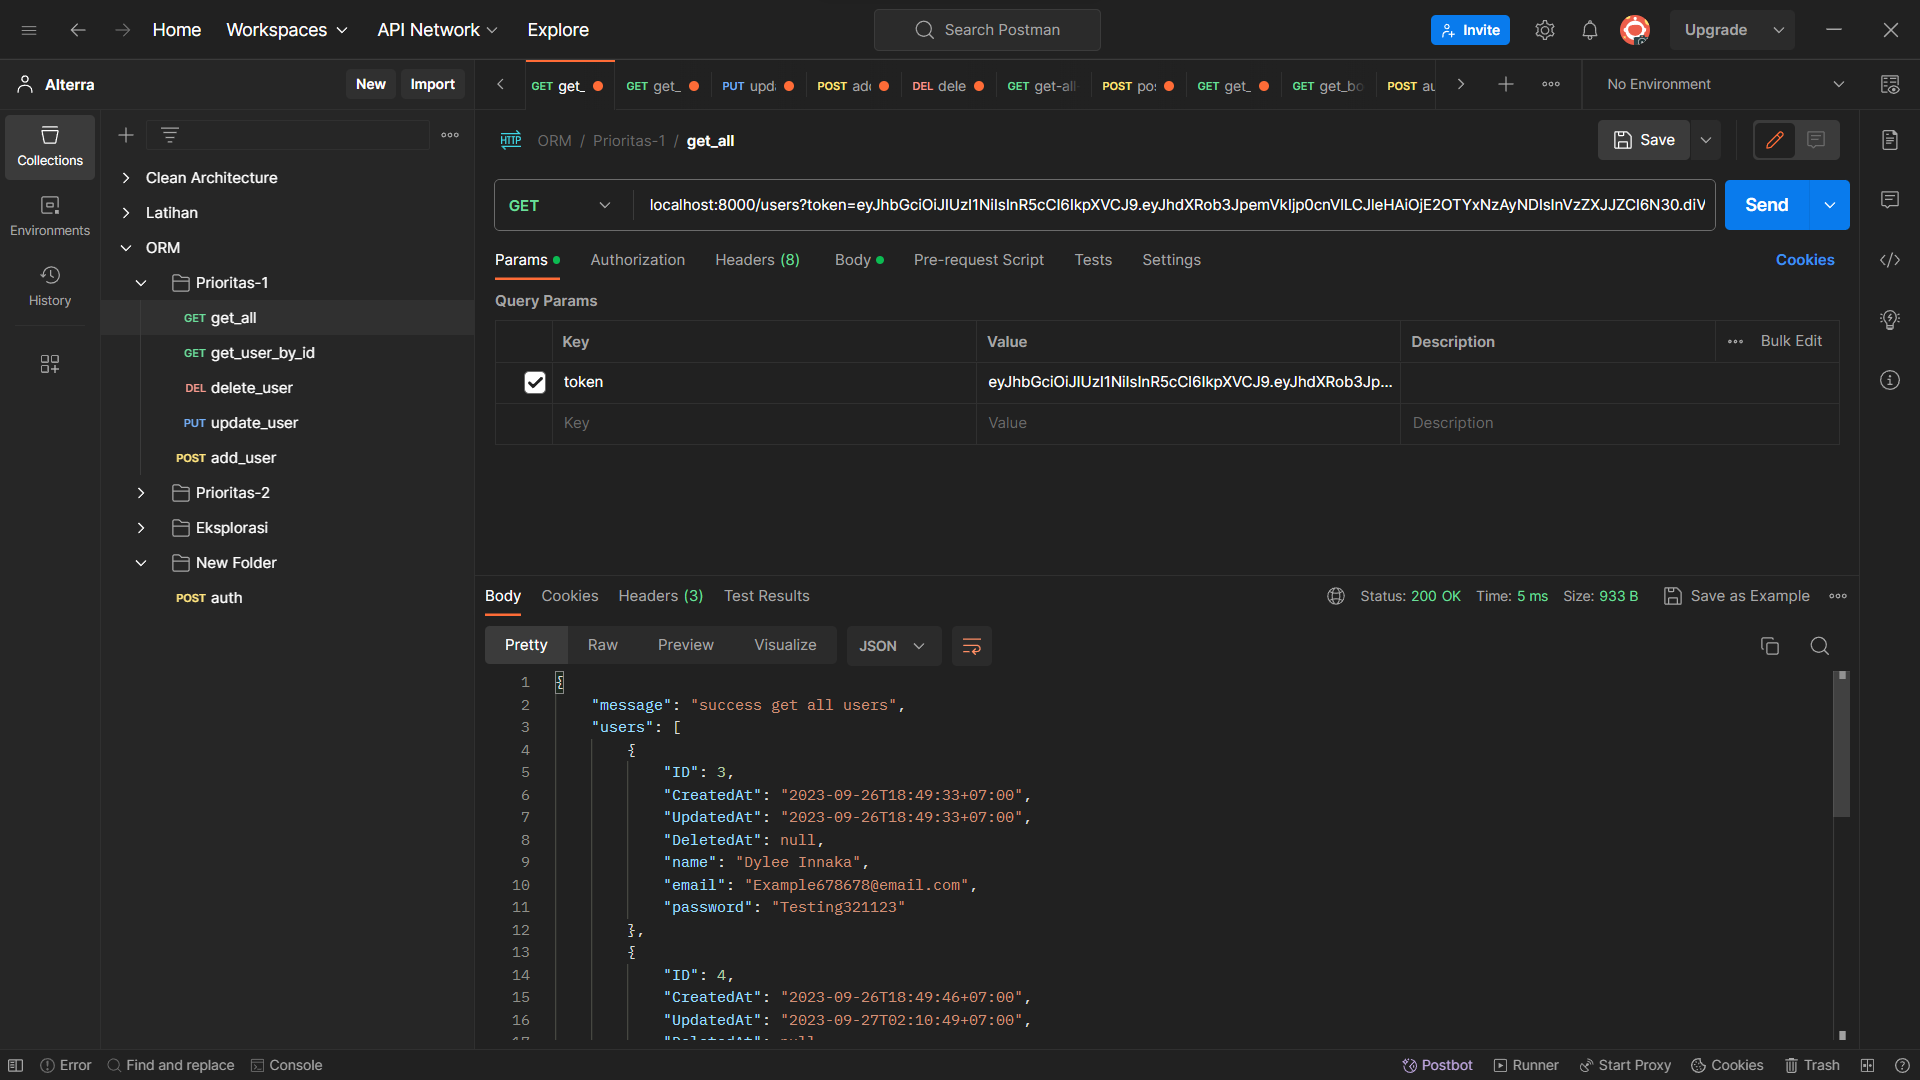 Home Workspaces API Network Explore Search Postman Invite Upgrade
Alterra New Import
GET get_ GET get_ PUT upd POST add DEL dele GET get-all POST pos GET get_ GET get_bo POST au No Environment
Collections
Environments
History
Clean Architecture
Latihan
ORM
Prioritas-1
GET get_all
GET get_user_by_id
DEL delete_user
PUT update_user
POST add_user
Prioritas-2
Eksplorasi
New Folder
POST auth
HTTP ORM / Prioritas-1 / get_all Save
GET localhost:8000/users?token=eyJhbGciOiJIUzI1NiIsInR5cCI6IkpXVCJ9.eyJhdXRob3JpemVkIjp0cnVlLCJleHAiOjE2OTYxNzAyNDIsInVzZXJJZCI6N30.diV Send
Params Authorization Headers (8) Body Pre-request Script Tests Settings Cookies
Query Params
Key Value Description Bulk Edit
token eyJhbGciOiJIUzI1NiIsInR5cCI6IkpXVCJ9.eyJhdXRob3Jp...
Key Value Description
Body Cookies Headers (3) Test Results Status: 200 OK Time: 5 ms Size: 933 B Save as Example
Pretty Raw Preview Visualize JSON
1 {
2 "message": "success get all users",
3 "users": [
4 {
5 "ID": 3,
6 "CreatedAt": "2023-09-26T18:49:33+07:00",
7 "UpdatedAt": "2023-09-26T18:49:33+07:00",
8 "DeletedAt": null,
9 "name": "Dylee Innaka",
10 "email": "Example678678@email.com",
11 "password": "Testing321123"
12 },
13 {
14 "ID": 4,
15 "CreatedAt": "2023-09-26T18:49:46+07:00",
16 "UpdatedAt": "2023-09-27T02:10:49+07:00",
17 "DeletedAt": null
Error Find and replace Console Postbot Runner Start Proxy Cookies Trash